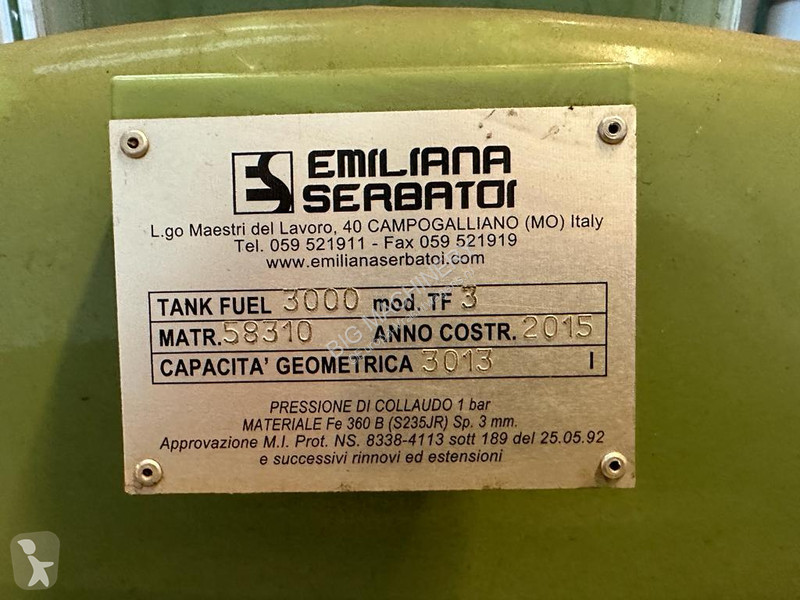 EMILIANA
SERBATOI
L.go Maestri del Lavoro, 40 CAMPOGALLIANO (MO) Italy
Tel. 059 521911 - Fax 059 521919
www.emilianaserbatoi.com
TANK FUEL 3000 mod. TF 3
MATR. 58310 ANNO COSTR. 2015
CAPACITA' GEOMETRICA 3013 l
PRESSIONE DI COLLAUDO 1 bar
MATERIALE Fe 360 B (S235JR) Sp. 3 mm.
Approvazione M.I. Prot. NS. 8338-4113 sott 189 del 25.05.92
e successivi rinnovi ed estensioni
BIG MACHINERY